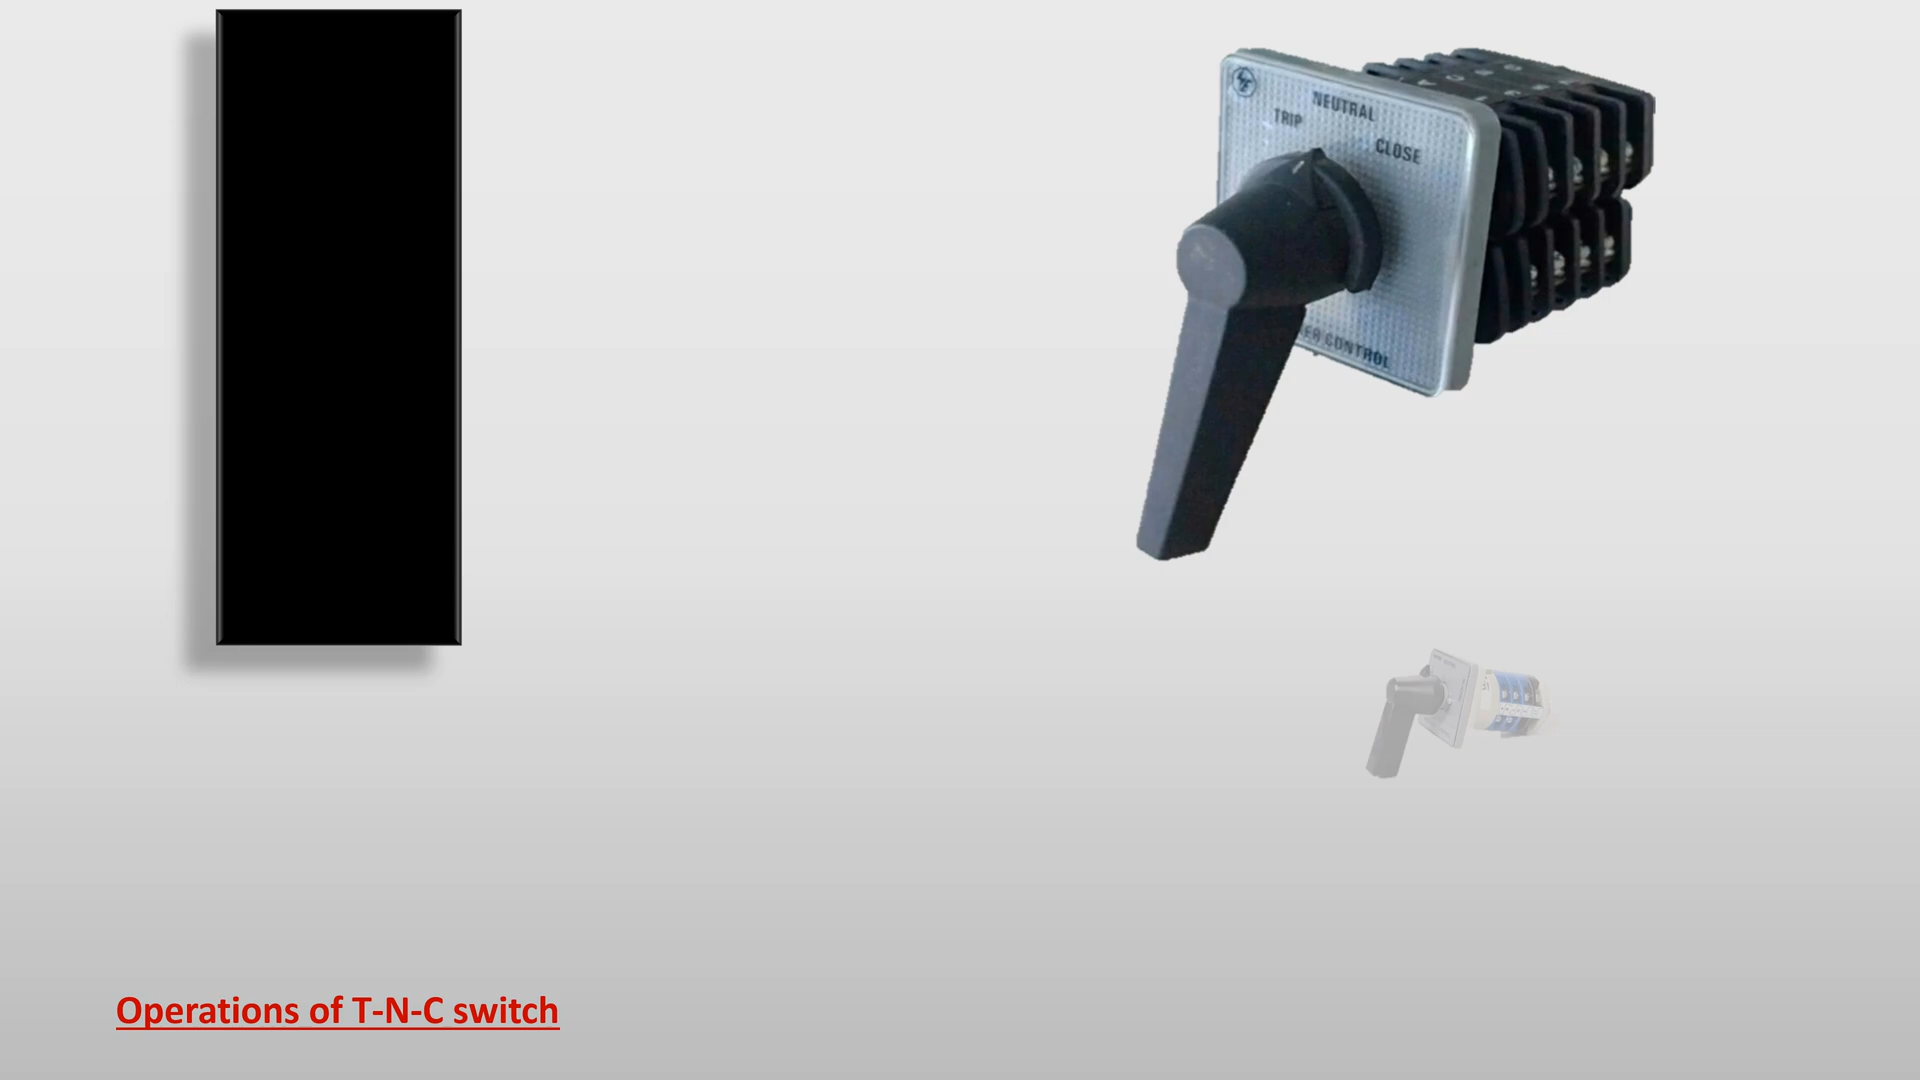 NEUTRAL
TRIP
CLOSE
CONTROL
Operations of T-N-C switch